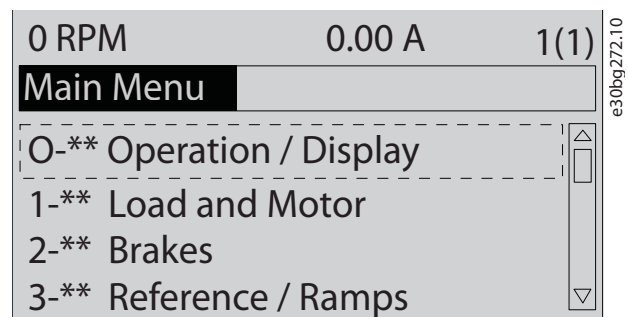 0 RPM 0.00 A 1(1)
Main Menu
O-** Operation / Display
1-** Load and Motor
2-** Brakes
3-** Reference / Ramps
e30bg272.10